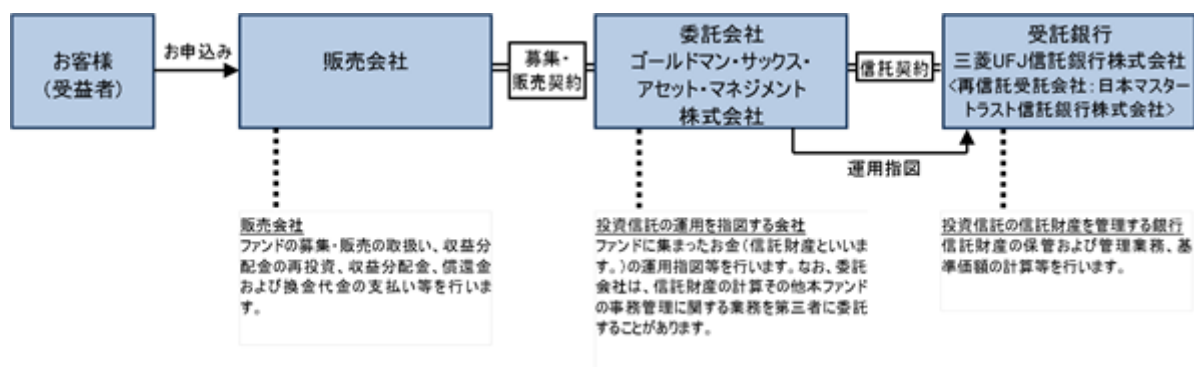 お客様
(受益者)
お申込み
販売会社
募集・
販売契約
委託会社
ゴールドマン・サックス・
アセット・マネジメント
株式会社
信託契約
受託銀行
三菱UFJ信託銀行株式会社
<再信託受託会社:日本マスター
トラスト信託銀行株式会社>
運用指図
販売会社
ファンドの募集・販売の取扱い、収益分
配金の再投資、収益分配金、償還金
および換金代金の支払い等を行いま
す。
投資信託の運用を指図する会社
ファンドに集まったお金(信託財産といいま
す。)の運用指図等を行います。なお、委託
会社は、信託財産の計算その他本ファンド
の事務管理に関する業務を第三者に委託
することがあります。
投資信託の信託財産を管理する銀行
信託財産の保管および管理業務、基
準価額の計算等を行います。